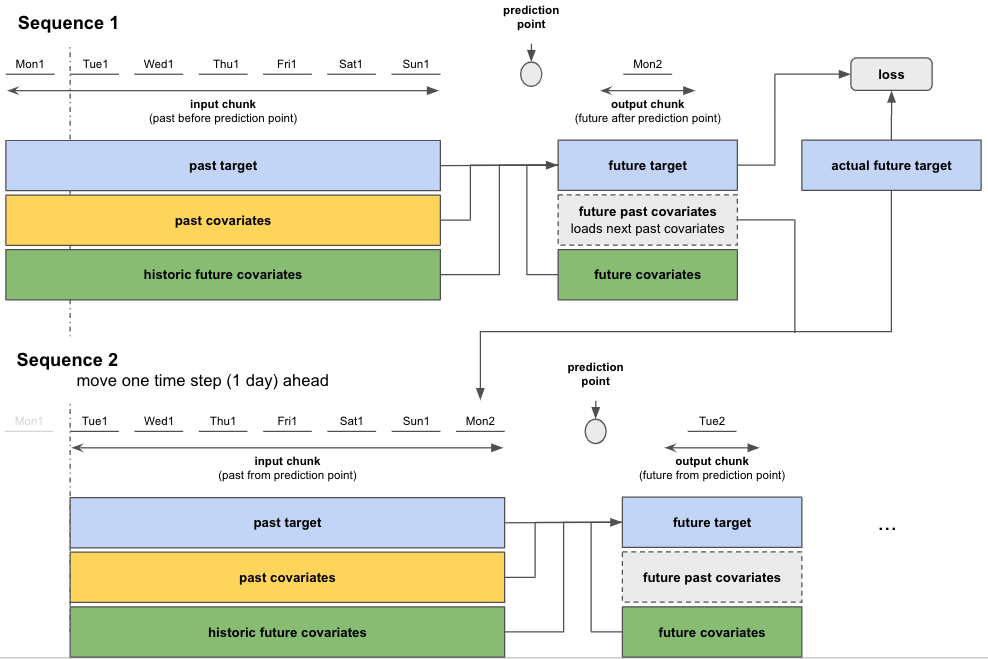 Sequence 1
prediction
point
Mon1 Tue1 Wed1 Thu1 Fri1 Sat1 Sun1 Mon2
loss
input chunk
(past before prediction point)
output chunk
(future after prediction point)
past target
future target
actual future target
past covariates
future past covariates
loads next past covariates
historic future covariates
future covariates
Sequence 2
move one time step (1 day) ahead
prediction
point
Mon1 Tue1 Wed1 Thu1 Fri1 Sat1 Sun1 Mon2 Tue2
input chunk
(past from prediction point)
output chunk
(future from prediction point)
past target
future target
...
past covariates
future past covariates
historic future covariates
future covariates